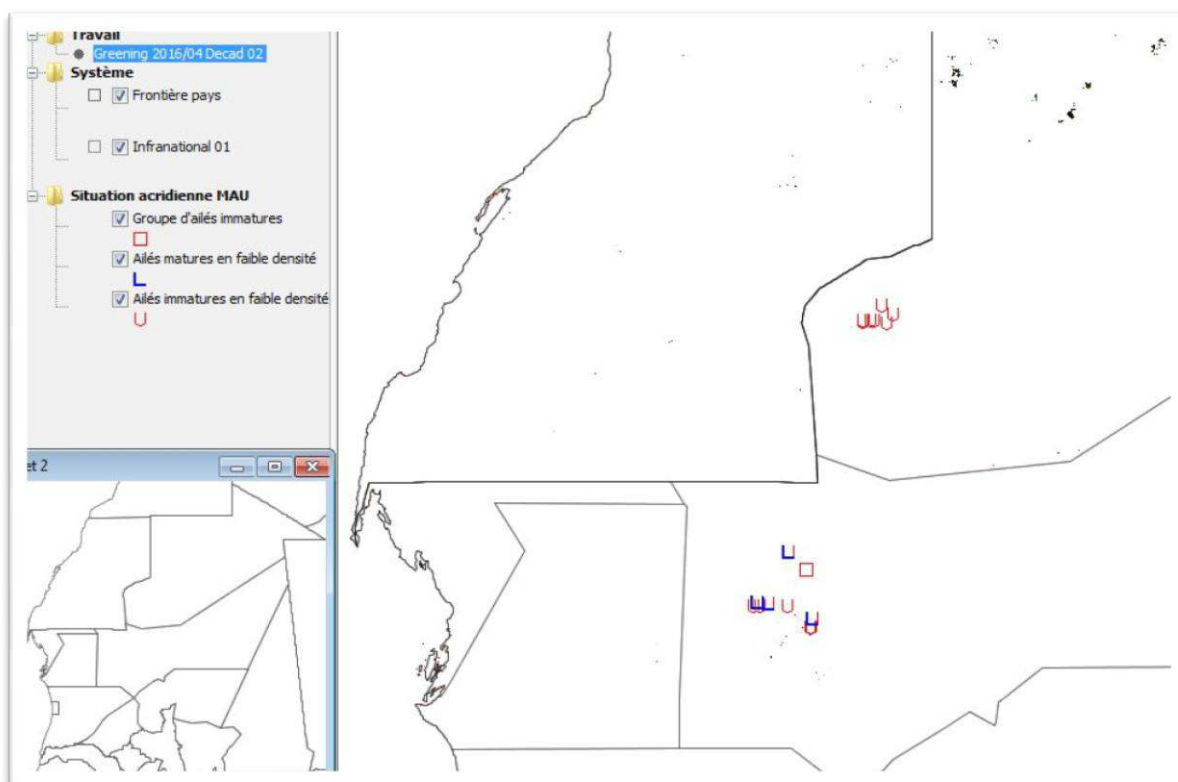 Travail
Greening 2016/04 Decad 02
Système
Frontière pays
Infranational 01
Situation acridienne MAU
Groupe d'ailés immatures
Ailés matures en faible densité
Ailés immatures en faible densité
et 2